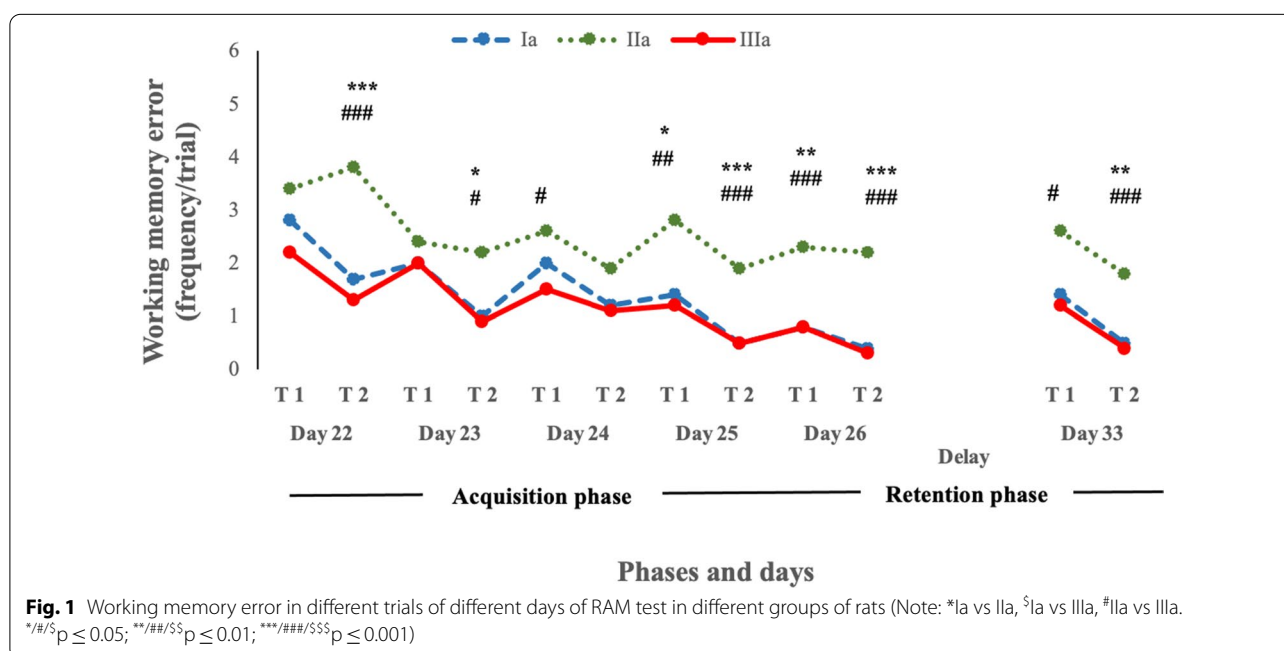 Ia IIa IIIa
6
5
4
3
2
1
0
Working memory error
(frequency/trial)
***
###
*
#
#
*
##
***
###
**
###
***
###
#
**
###
T 1 T 2 T 1 T 2 T 1 T 2 T 1 T 2 T 1 T 2 T 1 T 2
Day 22 Day 23 Day 24 Day 25 Day 26 Day 33
Delay
Acquisition phase Retention phase
Phases and days
Fig. 1 Working memory error in different trials of different days of RAM test in different groups of rats (Note: *Ia vs IIa, $Ia vs IIIa, #IIa vs IIIa.
*/#/$p ≤ 0.05; **/##/$$p ≤ 0.01; ***/###/$$$p ≤ 0.001)